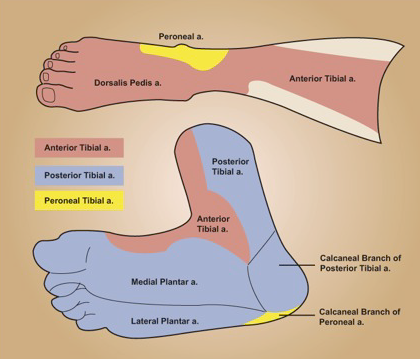 Peroneal a.
Dorsalis Pedis a.
Anterior Tibial a.
Anterior Tibial a.
Posterior Tibial a.
Peroneal Tibial a.
Posterior
Tibial a.
Anterior
Tibial a.
Calcaneal Branch of
Posterior Tibial a.
Medial Plantar a.
Calcaneal Branch of
Peroneal a.
Lateral Plantar a.